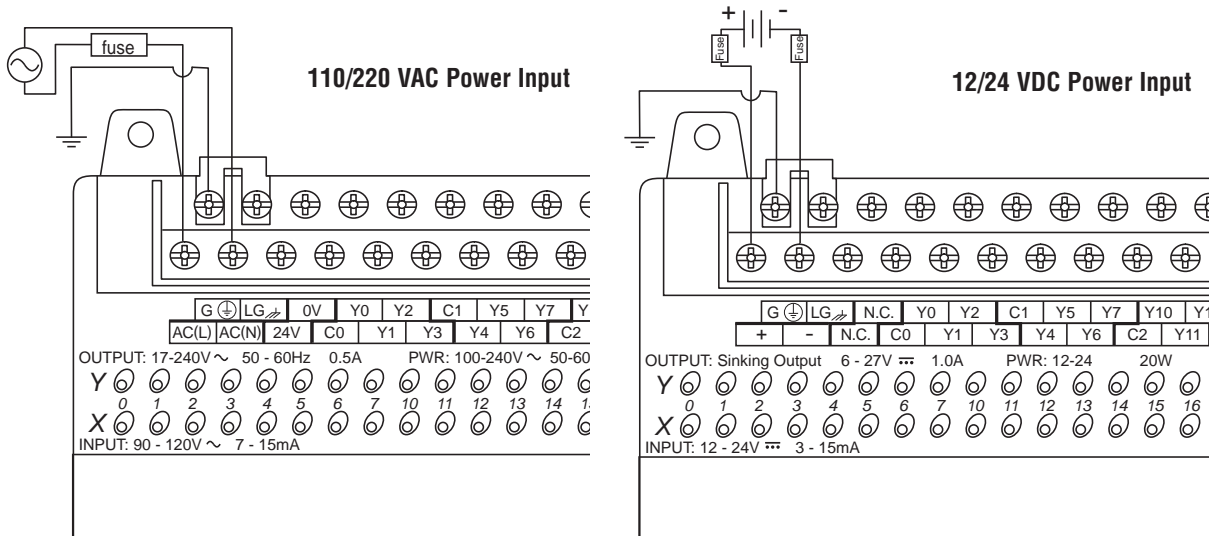 fuse
110/220 VAC Power Input
G LG 0V Y0 Y2 C1 Y5 Y7 Y
AC(L) AC(N) 24V C0 Y1 Y3 Y4 Y6 C2
OUTPUT: 17-240V ~ 50 - 60Hz 0.5A PWR: 100-240V ~ 50-60
Y
0 1 2 3 4 5 6 7 10 11 12 13 14
X
INPUT: 90 - 120V ~ 7 - 15mA
+ -
Fuse Fuse
12/24 VDC Power Input
G LG N.C. Y0 Y2 C1 Y5 Y7 Y10 Y1
+ - N.C. C0 Y1 Y3 Y4 Y6 C2 Y11
OUTPUT: Sinking Output 6 - 27V ⎓ 1.0A PWR: 12-24 20W
Y
0 1 2 3 4 5 6 7 10 11 12 13 14 15 16
X
INPUT: 12 - 24V ⎓ 3 - 15mA